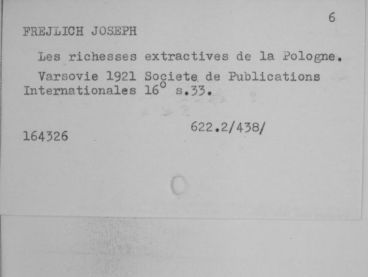 6
FREJLICH JOSEPH
Les richesses extractives de la Pologne.
Varsovie 1921 Societe de Publications
Internationales 16° s.33.
622.2/438/
164326